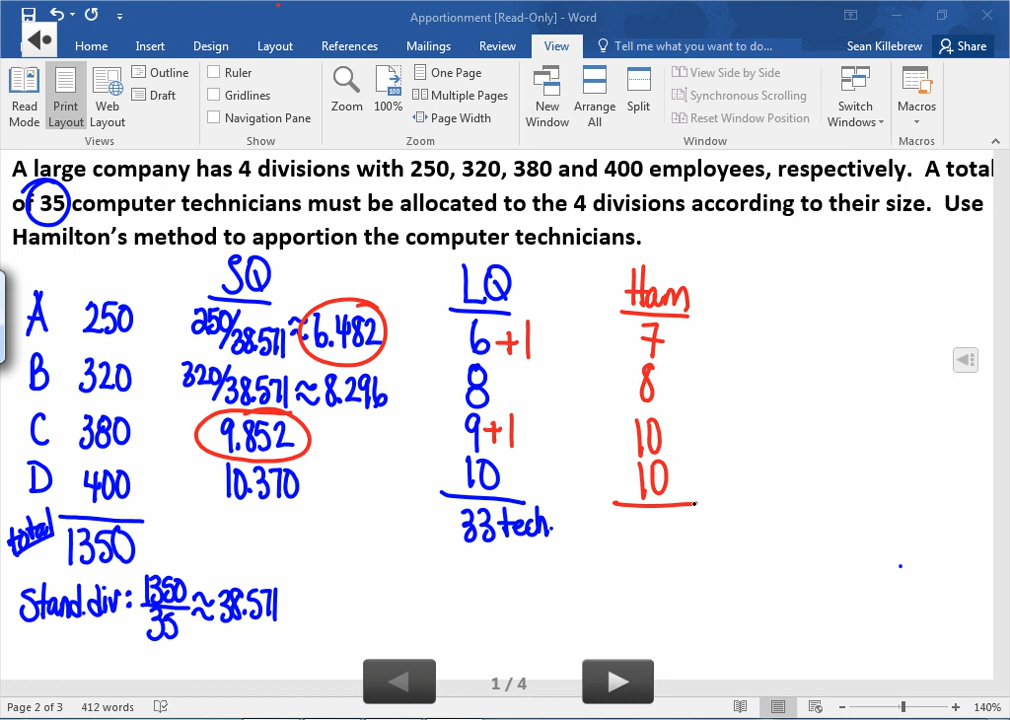 Apportionment [Read-Only] - Word
Home Insert Design Layout References Mailings Review View Tell me what you want to do... Sean Killebrew Share
Read Mode
Print Layout
Web Layout
Outline
Draft
Views
Ruler
Gridlines
Navigation Pane
Show
Zoom
100%
One Page
Multiple Pages
Page Width
Zoom
New Window
Arrange All
Split
View Side by Side
Synchronous Scrolling
Reset Window Position
Window
Switch Windows
Macros
Macros
A large company has 4 divisions with 250, 320, 380 and 400 employees, respectively. A total
of 35 computer technicians must be allocated to the 4 divisions according to their size. Use
Hamilton's method to apportion the computer technicians.
SQ LQ Ham
A 250 250/38.571 ≈ 6.482 6 +1 7
B 320 320/38.571 ≈ 8.296 8 8
C 380 9.852 9 +1 10
D 400 10.370 10 10
total 1350 33 tech.
Stand. div: 1350/35 ≈ 38.571
1 / 4
Page 2 of 3 412 words 140%